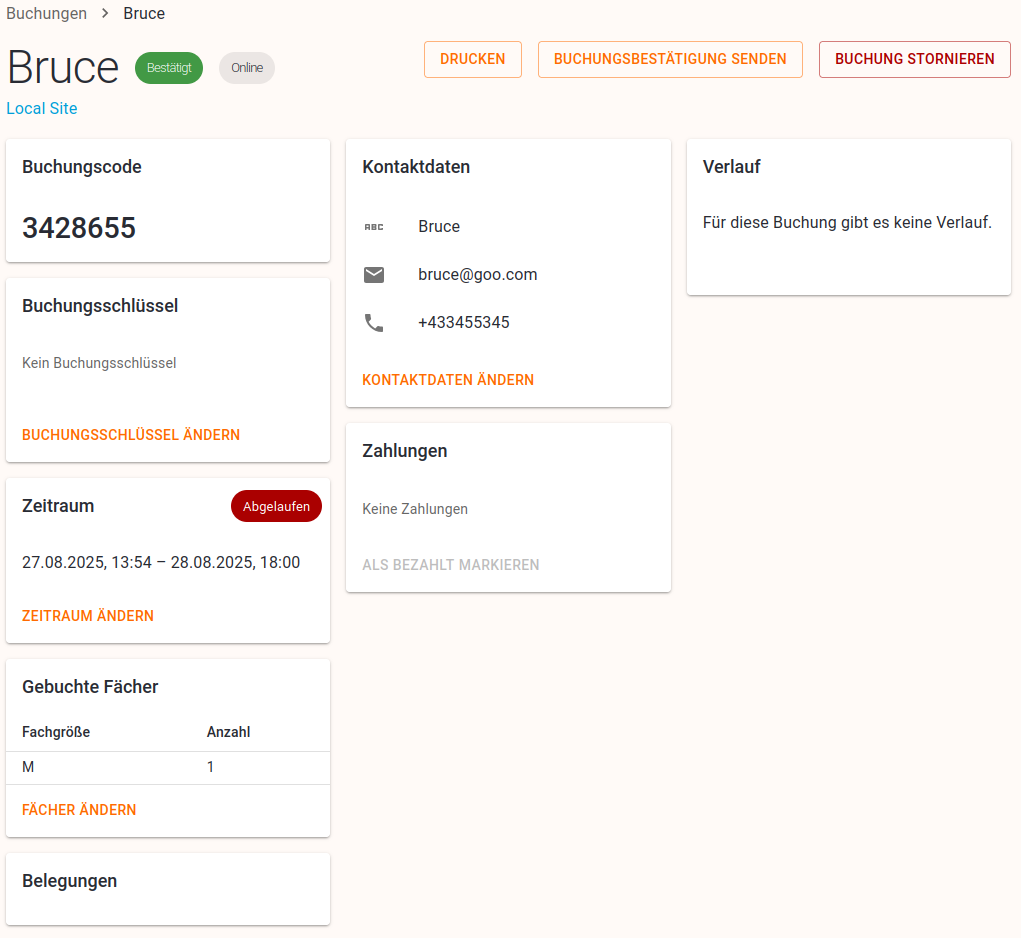 Buchungen > Bruce
Bruce Bestätigt Online
DRUCKEN BUCHUNGSBESTÄTIGUNG SENDEN BUCHUNG STORNIEREN
Local Site
Buchungscode
3428655
Buchungsschlüssel
Kein Buchungsschlüssel
BUCHUNGSSCHLÜSSEL ÄNDERN
Zeitraum Abgelaufen
27.08.2025, 13:54 – 28.08.2025, 18:00
ZEITRAUM ÄNDERN
Gebuchte Fächer
Fachgröße Anzahl
M 1
FÄCHER ÄNDERN
Belegungen
Kontaktdaten
ABC Bruce
bruce@goo.com
+433455345
KONTAKTDATEN ÄNDERN
Zahlungen
Keine Zahlungen
ALS BEZAHLT MARKIEREN
Verlauf
Für diese Buchung gibt es keine Verlauf.